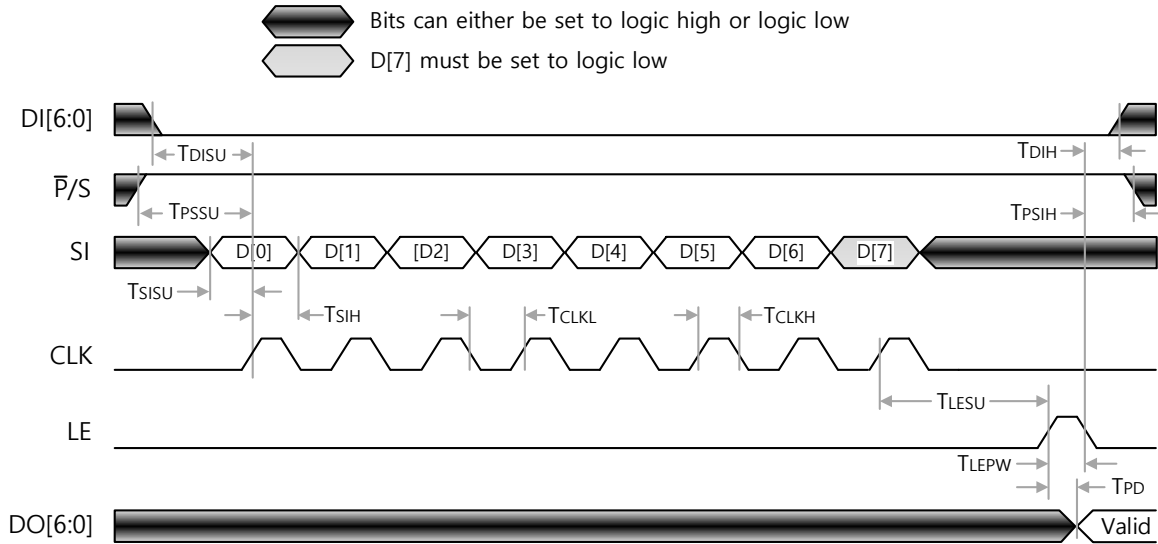 Bits can either be set to logic high or logic low
D[7] must be set to logic low
DI[6:0]
TDISU
TDIH
P̅/S
TPSSU
TPSIH
SI
D[0]
D[1]
[D2]
D[3]
D[4]
D[5]
D[6]
D[7]
TSISU
TSIH
TCLKL
TCLKH
CLK
TLESU
LE
TLEPW
TPD
DO[6:0]
Valid